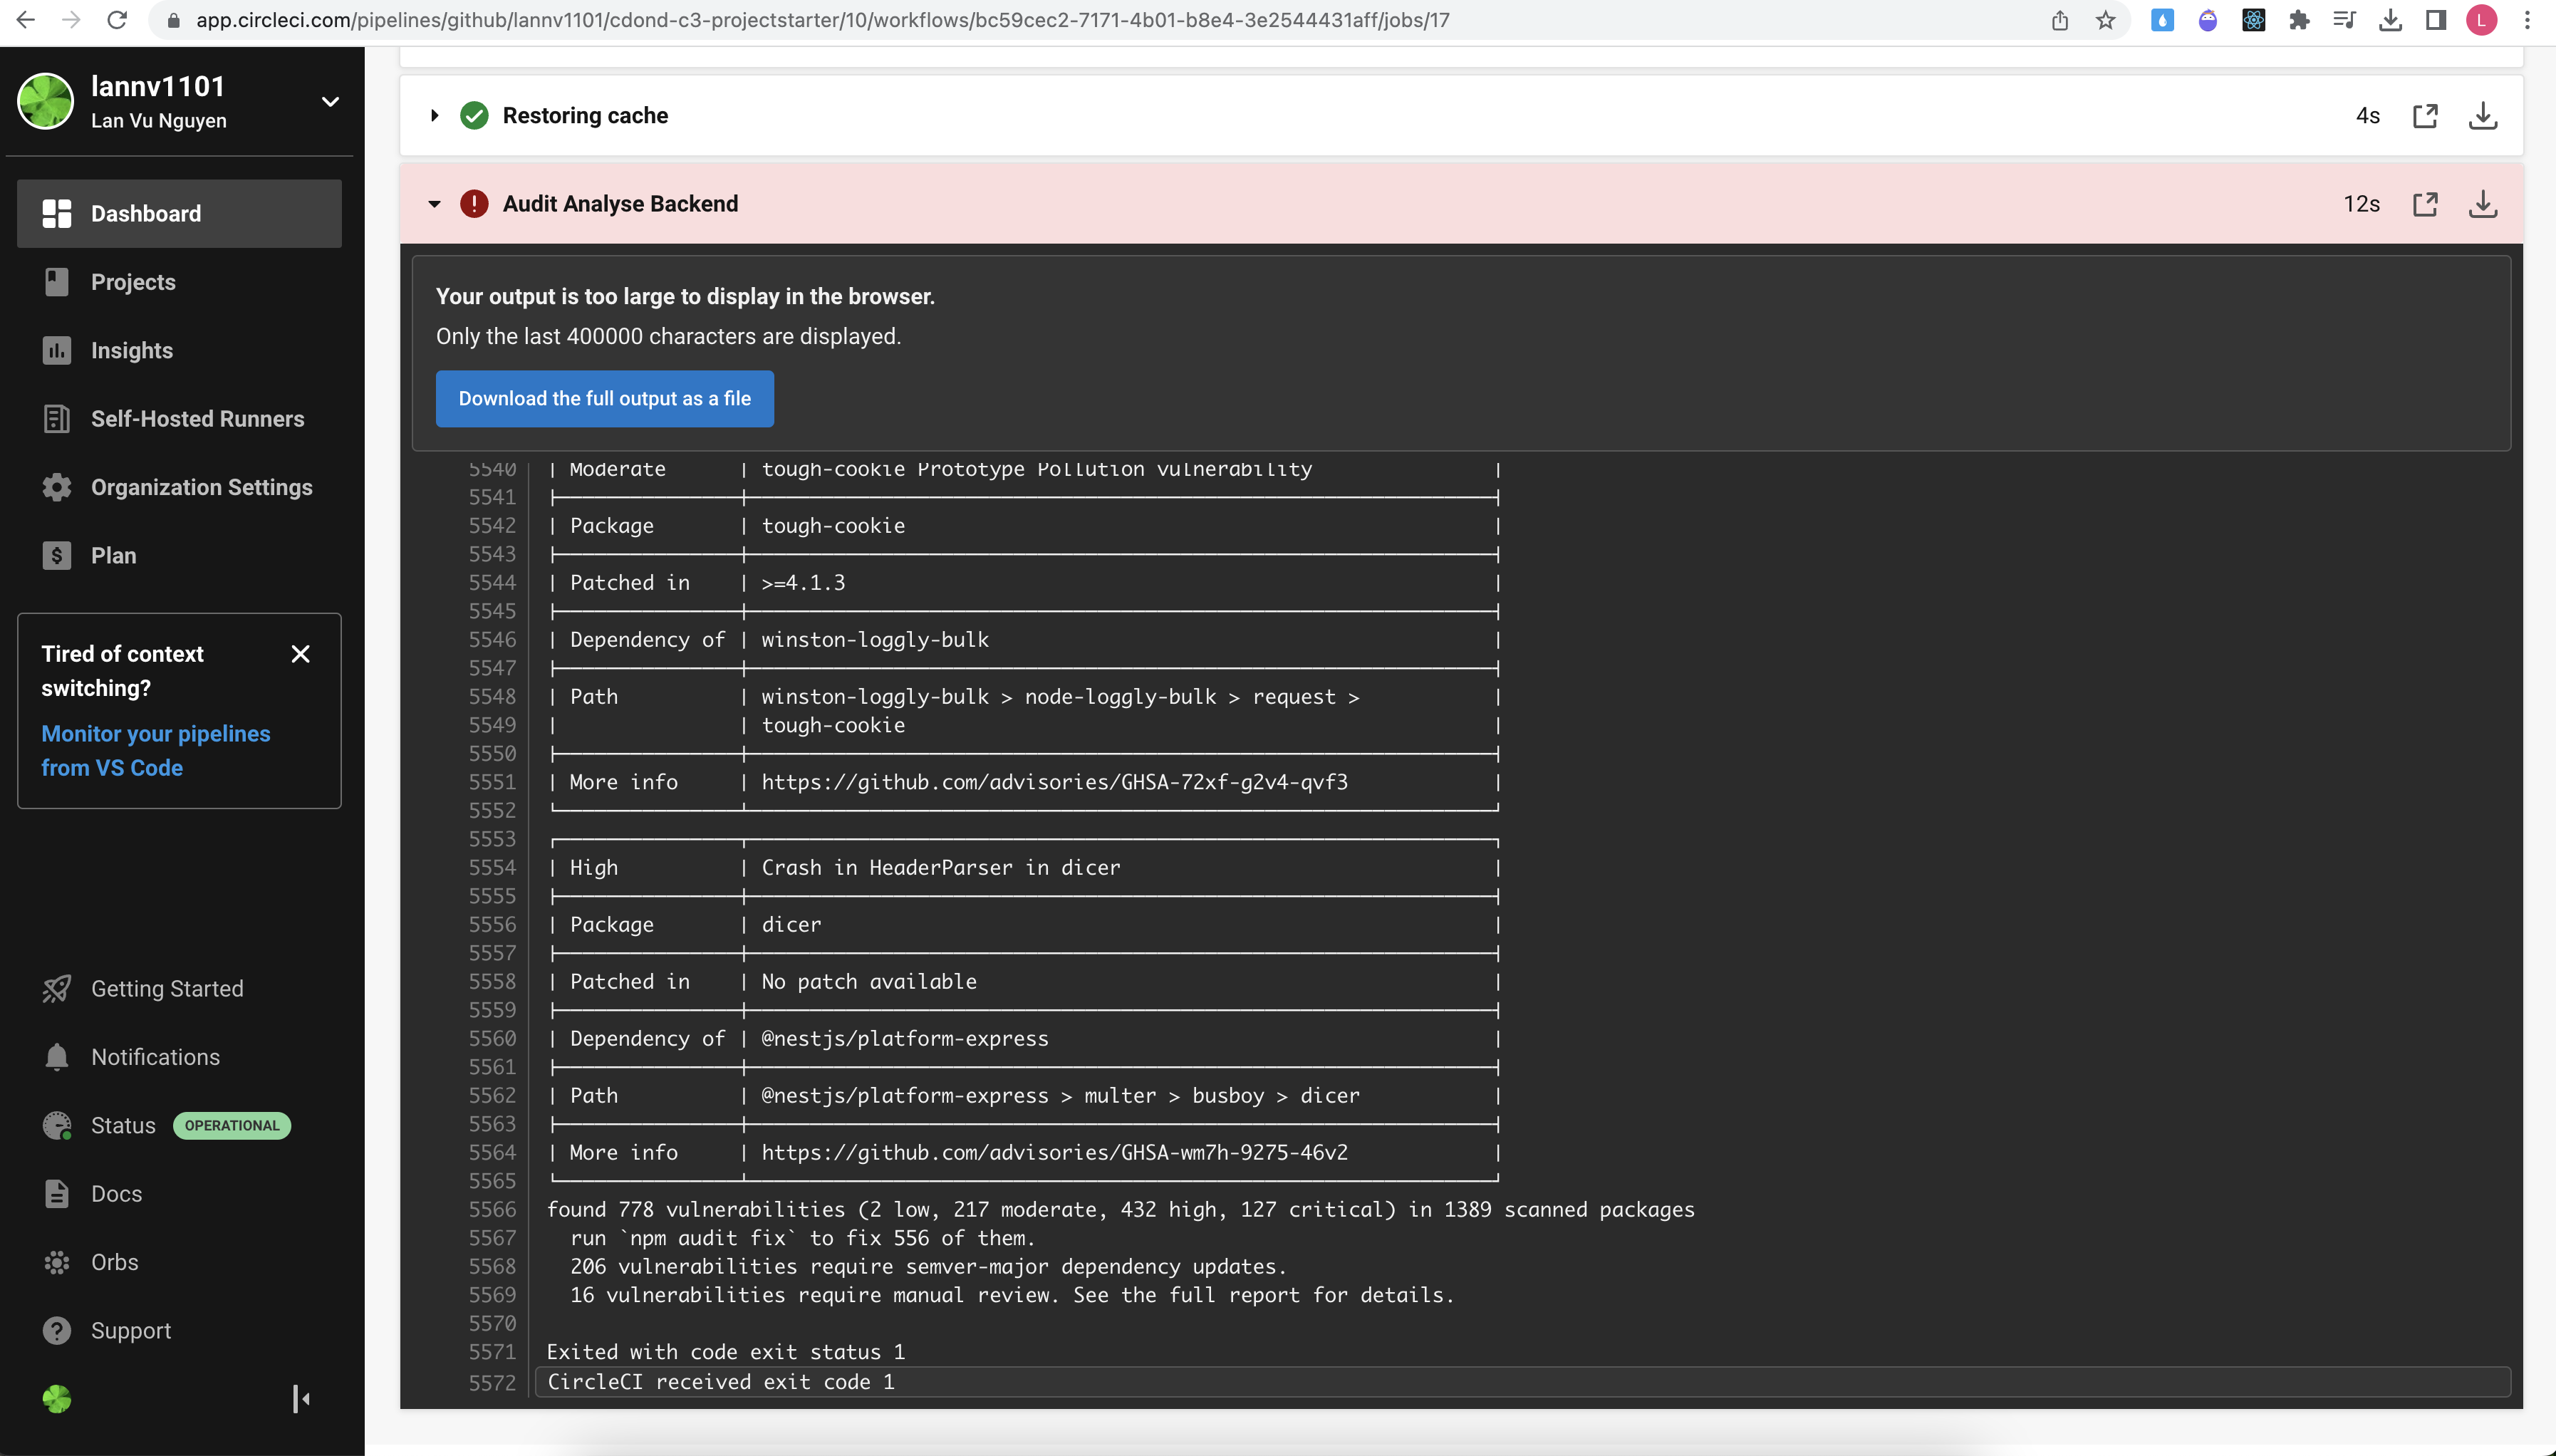 app.circleci.com/pipelines/github/lannv1101/cdond-c3-projectstarter/10/workflows/bc59cec2-7171-4b01-b8e4-3e2544431aff/jobs/17
L
lannv1101
Lan Vu Nguyen
Dashboard
Projects
Insights
Self-Hosted Runners
Organization Settings
Plan
Tired of context
switching?
Monitor your pipelines
from VS Code
Getting Started
Notifications
Status OPERATIONAL
Docs
Orbs
Support
Restoring cache 4s
Audit Analyse Backend 12s
Your output is too large to display in the browser.
Only the last 400000 characters are displayed.
Download the full output as a file
5540 | Moderate | tough-cookie Prototype Pollution vulnerability |
5541
5542 | Package | tough-cookie |
5543
5544 | Patched in | >=4.1.3 |
5545
5546 | Dependency of | winston-loggly-bulk |
5547
5548 | Path | winston-loggly-bulk > node-loggly-bulk > request > |
5549 | | tough-cookie |
5550
5551 | More info | https://github.com/advisories/GHSA-72xf-g2v4-qvf3 |
5552
5553
5554 | High | Crash in HeaderParser in dicer |
5555
5556 | Package | dicer |
5557
5558 | Patched in | No patch available |
5559
5560 | Dependency of | @nestjs/platform-express |
5561
5562 | Path | @nestjs/platform-express > multer > busboy > dicer |
5563
5564 | More info | https://github.com/advisories/GHSA-wm7h-9275-46v2 |
5565
5566 found 778 vulnerabilities (2 low, 217 moderate, 432 high, 127 critical) in 1389 scanned packages
5567 run `npm audit fix` to fix 556 of them.
5568 206 vulnerabilities require semver-major dependency updates.
5569 16 vulnerabilities require manual review. See the full report for details.
5570
5571 Exited with code exit status 1
5572 CircleCI received exit code 1